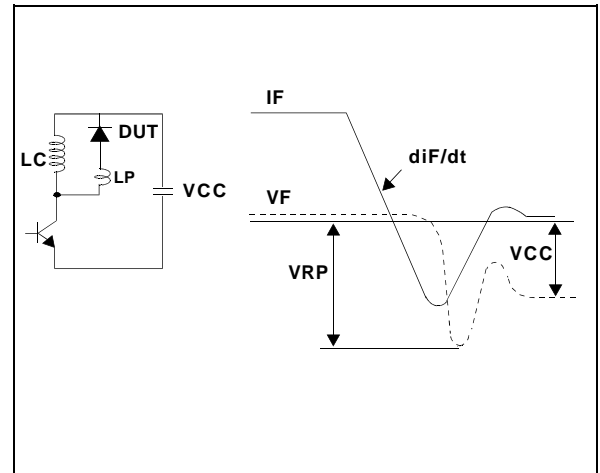 LC
DUT
LP
VCC
IF
diF/dt
VF
VRP
VCC